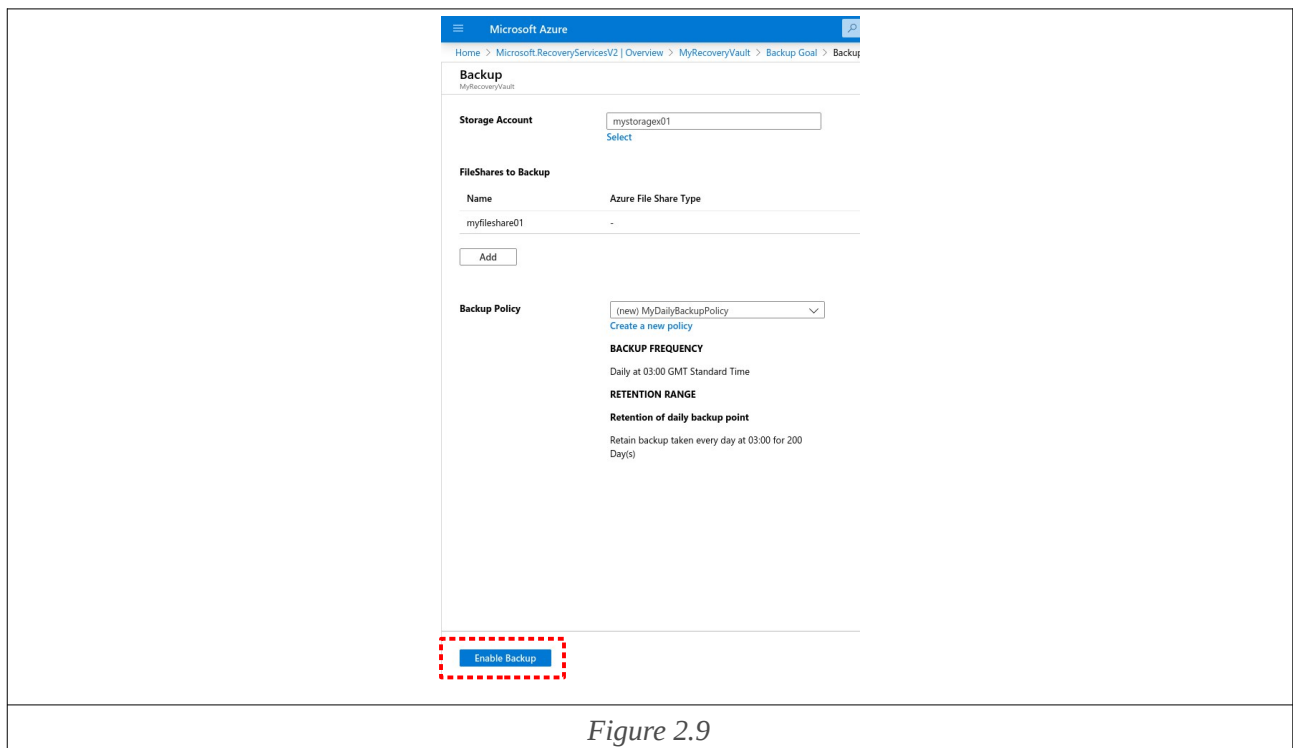 Microsoft Azure
Home > Microsoft.RecoveryServicesV2 | Overview > MyRecoveryVault > Backup Goal > Backup
Backup
MyRecoveryVault
Storage Account mystoragex01
Select
FileShares to Backup
Name Azure File Share Type
myfileshare01 -
Add
Backup Policy (new) MyDailyBackupPolicy
Create a new policy
BACKUP FREQUENCY
Daily at 03:00 GMT Standard Time
RETENTION RANGE
Retention of daily backup point
Retain backup taken every day at 03:00 for 200
Day(s)
Enable Backup
Figure 2.9